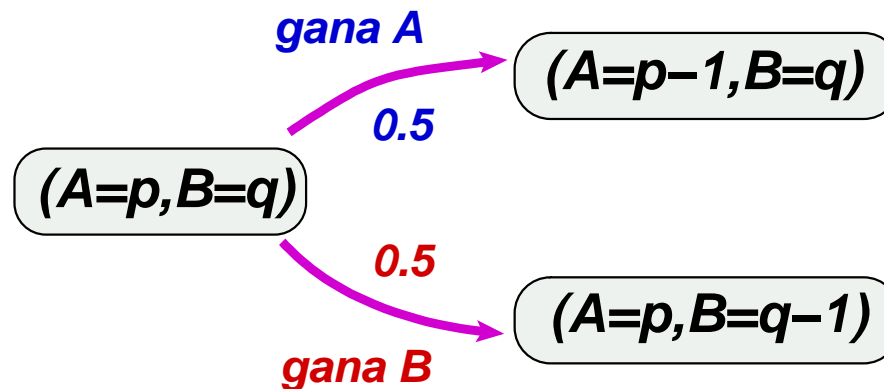 gana A
(A=p−1,B=q)
0.5
(A=p,B=q)
0.5
(A=p,B=q−1)
gana B